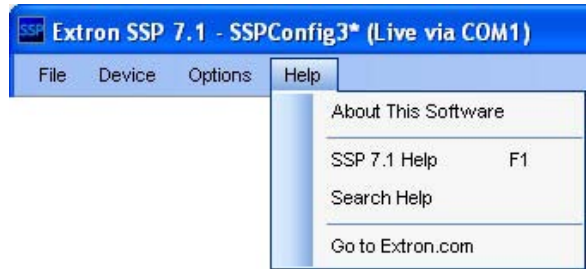 SSP Extron SSP 7.1 - SSPConfig3* (Live via COM1)
File Device Options Help
About This Software
SSP 7.1 Help F1
Search Help
Go to Extron.com